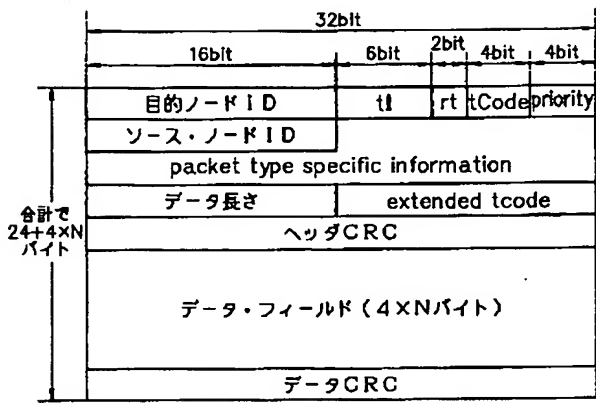 32bit
16bit 6bit 2bit 4bit 4bit
目的ノードID tl rt tCode priority
ソース・ノードID
packet type specific information
データ長さ extended tcode
合計で
24+4×N
バイト
ヘッダCRC
データ・フィールド(4×Nバイト)
データCRC